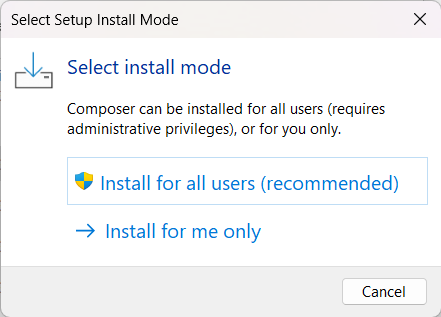 Select Setup Install Mode
Select install mode
Composer can be installed for all users (requires
administrative privileges), or for you only.
Install for all users (recommended)
Install for me only
Cancel